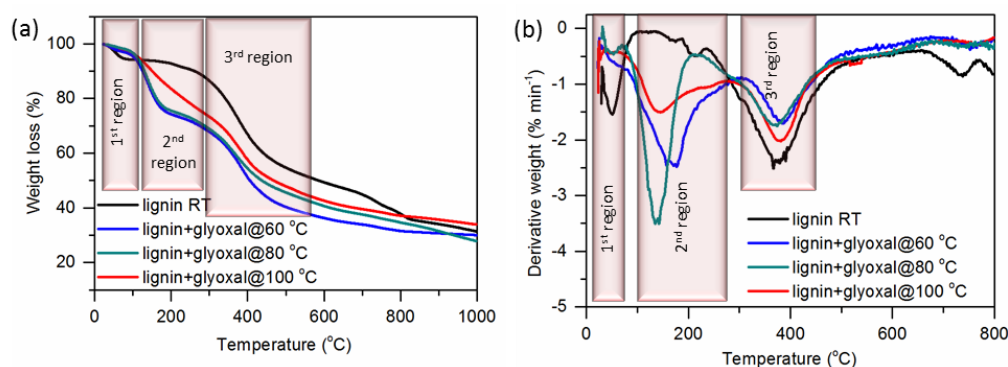 (a)
100
80
60
40
20
Weight loss (%)
1st region
2nd
region
3rd region
lignin RT
lignin+glyoxal@60 °C
lignin+glyoxal@80 °C
lignin+glyoxal@100 °C
0 200 400 600 800 1000
Temperature (°C)
(b)
0
-1
-2
-3
-4
-5
Derivative weight (% min-1)
1st region
2nd region
3rd region
lignin RT
lignin+glyoxal@60 °C
lignin+glyoxal@80 °C
lignin+glyoxal@100 °C
0 200 400 600 800
Temperature (°C)